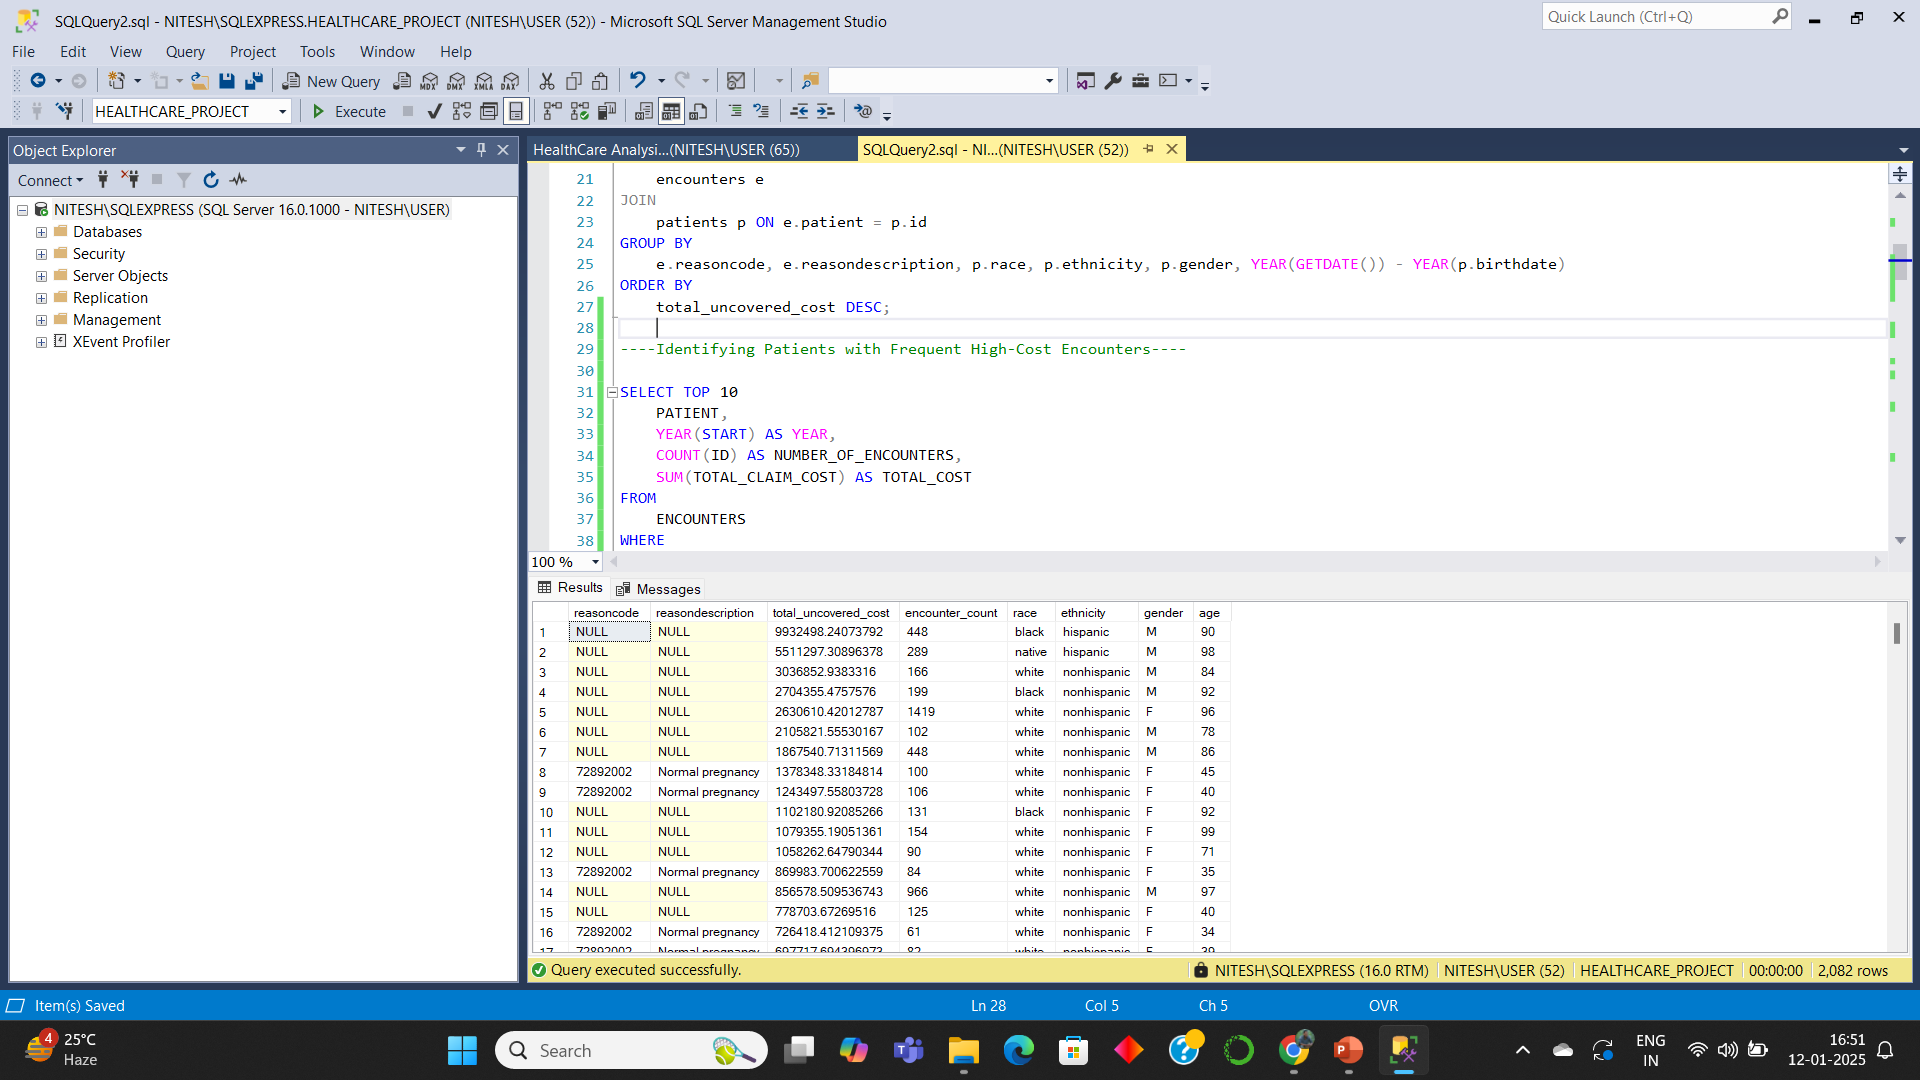 SQLQuery2.sql - NITESH\SQLEXPRESS.HEALTHCARE_PROJECT (NITESH\USER (52)) - Microsoft SQL Server Management Studio
Quick Launch (Ctrl+Q)
File Edit View Query Project Tools Window Help
New Query
MDX DMX XMLA DAX
HEALTHCARE_PROJECT
Execute
Object Explorer
Connect
NITESH\SQLEXPRESS (SQL Server 16.0.1000 - NITESH\USER)
Databases
Security
Server Objects
Replication
Management
XEvent Profiler
HealthCare Analysi...(NITESH\USER (65))
SQLQuery2.sql - NI...(NITESH\USER (52))
21 encounters e
22 JOIN
23 patients p ON e.patient = p.id
24 GROUP BY
25 e.reasoncode, e.reasondescription, p.race, p.ethnicity, p.gender, YEAR(GETDATE()) - YEAR(p.birthdate)
26 ORDER BY
27 total_uncovered_cost DESC;
28
29 ----Identifying Patients with Frequent High-Cost Encounters----
30
31 SELECT TOP 10
32 PATIENT,
33 YEAR(START) AS YEAR,
34 COUNT(ID) AS NUMBER_OF_ENCOUNTERS,
35 SUM(TOTAL_CLAIM_COST) AS TOTAL_COST
36 FROM
37 ENCOUNTERS
38 WHERE
100 %
Results Messages
reasoncode reasondescription total_uncovered_cost encounter_count race ethnicity gender age
1 NULL NULL 9932498.24073792 448 black hispanic M 90
2 NULL NULL 5511297.30896378 289 native hispanic M 98
3 NULL NULL 3036852.9383316 166 white nonhispanic M 84
4 NULL NULL 2704355.4757576 199 black nonhispanic M 92
5 NULL NULL 2630610.42012787 1419 white nonhispanic F 96
6 NULL NULL 2105821.55530167 102 white nonhispanic M 78
7 NULL NULL 1867540.71311569 448 white nonhispanic M 86
8 72892002 Normal pregnancy 1378348.33184814 100 white nonhispanic F 45
9 72892002 Normal pregnancy 1243497.55803728 106 white nonhispanic F 40
10 NULL NULL 1102180.92085266 131 black nonhispanic F 92
11 NULL NULL 1079355.19051361 154 white nonhispanic F 99
12 NULL NULL 1058262.64790344 90 white nonhispanic F 71
13 72892002 Normal pregnancy 869983.700622559 84 white nonhispanic F 35
14 NULL NULL 856578.509536743 966 white nonhispanic M 97
15 NULL NULL 778703.67269516 125 white nonhispanic F 40
16 72892002 Normal pregnancy 726418.412109375 61 white nonhispanic F 34
17 72892002 Normal pregnancy 697717.694396973 82 white nonhispanic F 39
Query executed successfully.
NITESH\SQLEXPRESS (16.0 RTM) NITESH\USER (52) HEALTHCARE_PROJECT 00:00:00 2,082 rows
Item(s) Saved
Ln 28 Col 5 Ch 5 OVR
4
25°C
Haze
Search
ENG
IN
16:51
12-01-2025